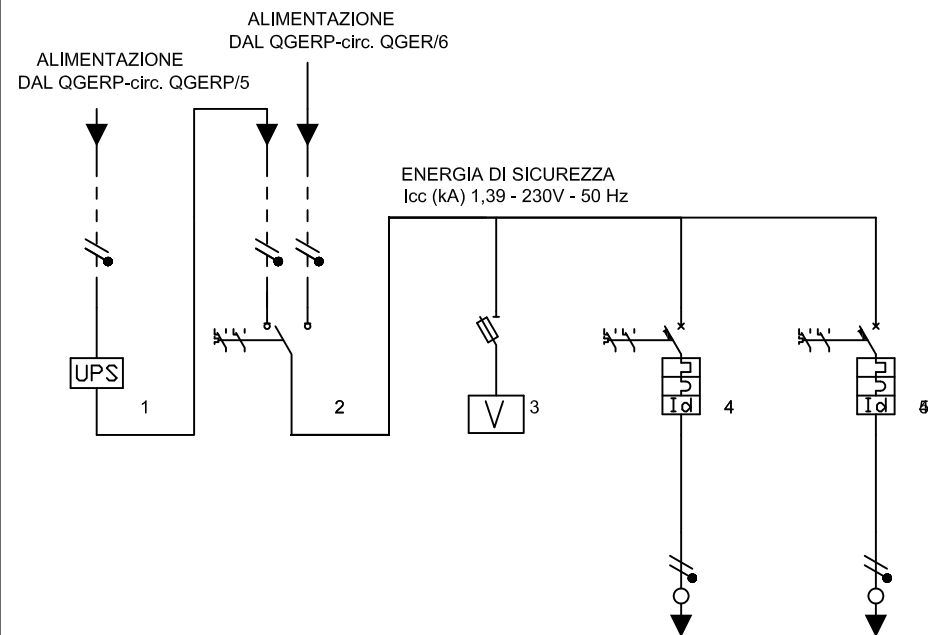 ALIMENTAZIONE
DAL QGERP-circ. QGER/6
ALIMENTAZIONE
DAL QGERP-circ. QGERP/5
ENERGIA DI SICUREZZA
Icc (kA) 1,39 - 230V - 50 Hz
UPS
1
2
V
3
Id
4
Id